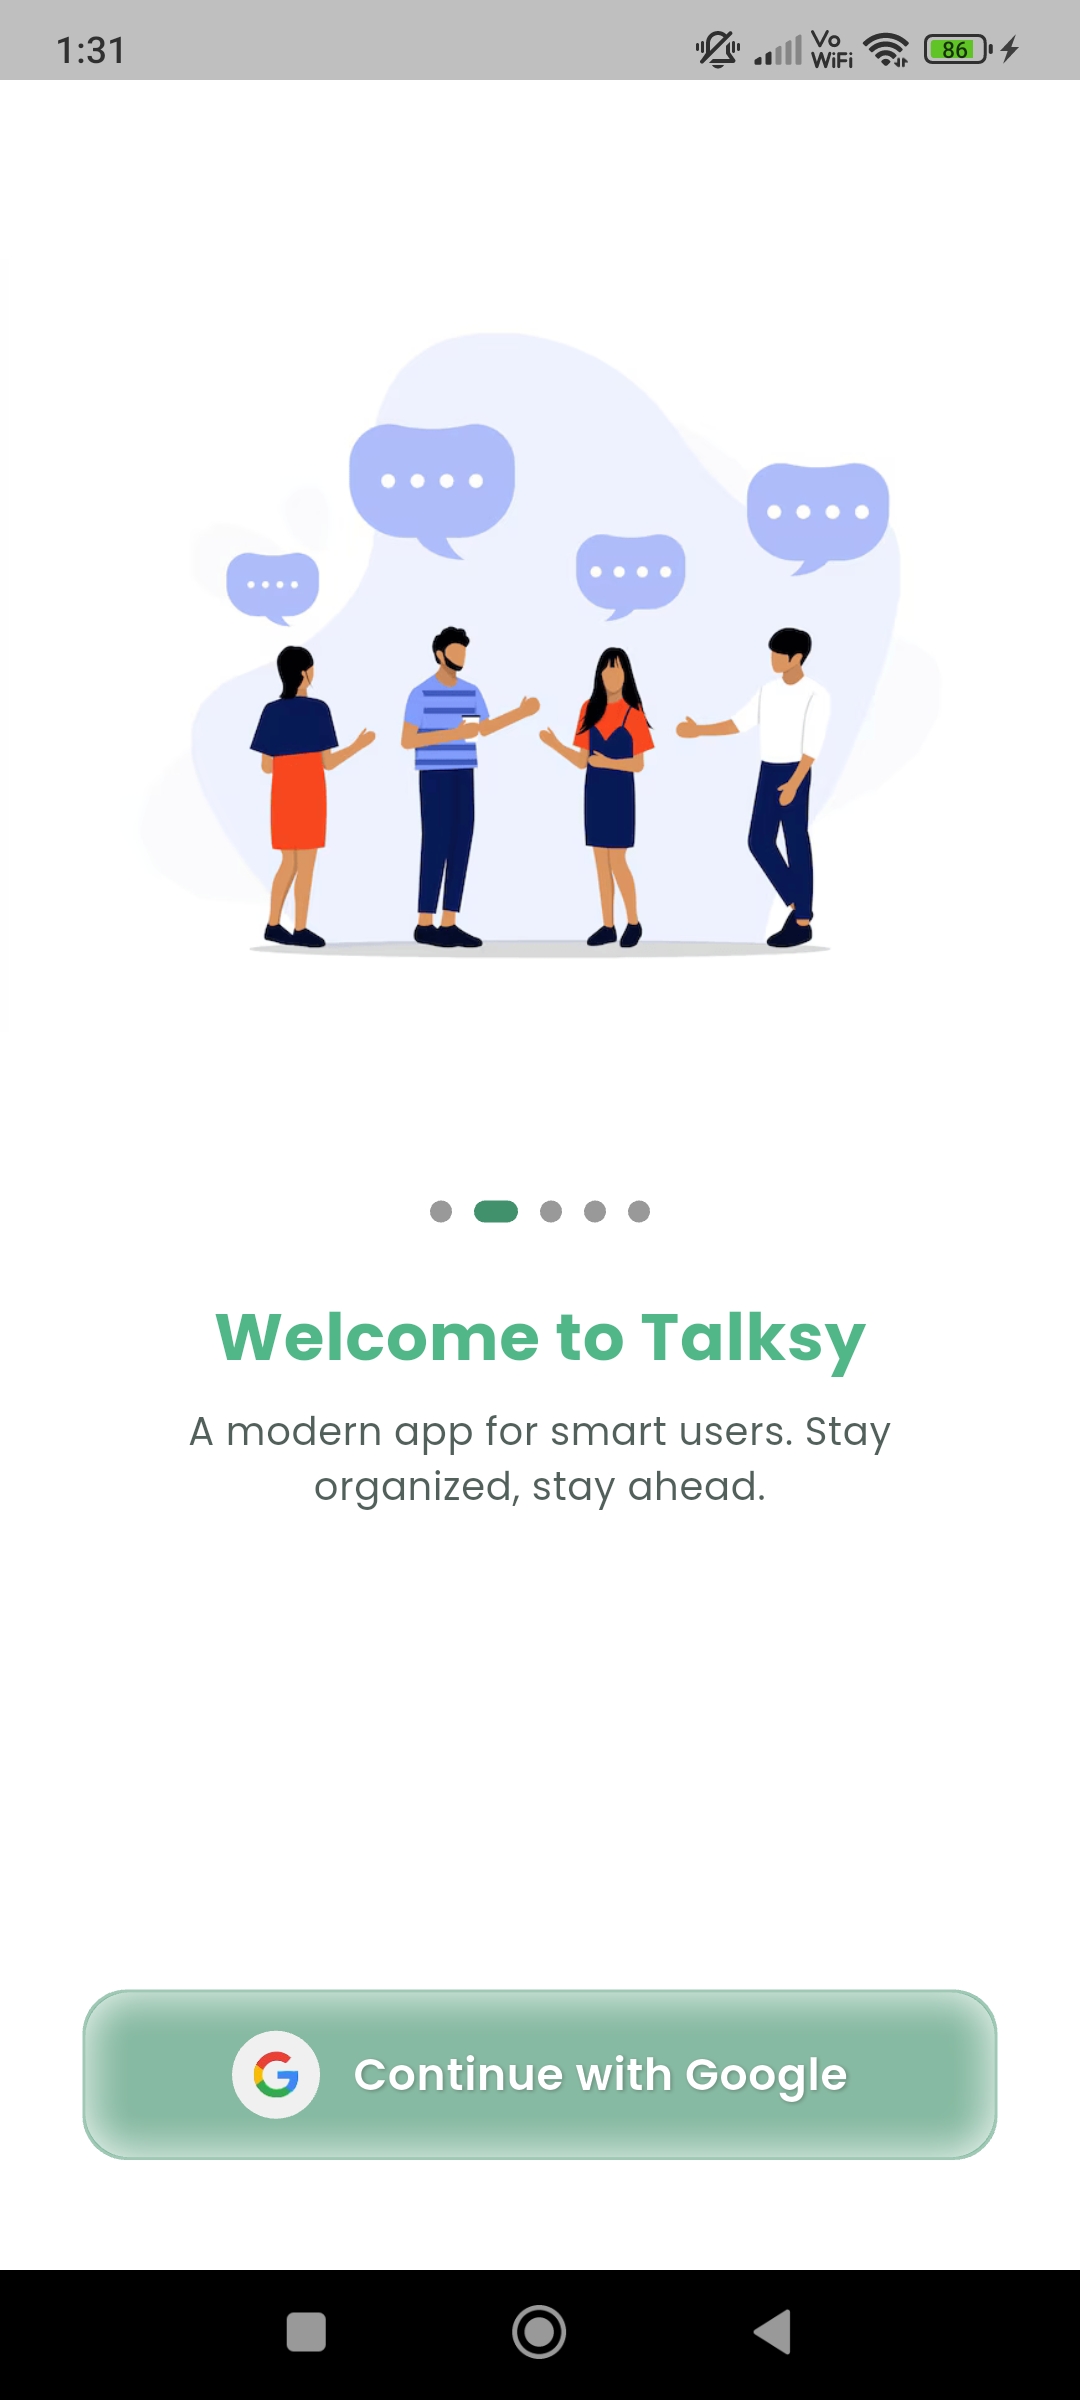 1:31
Vo
WiFi
86
Welcome to Talksy
A modern app for smart users. Stay
organized, stay ahead.
G
Continue with Google